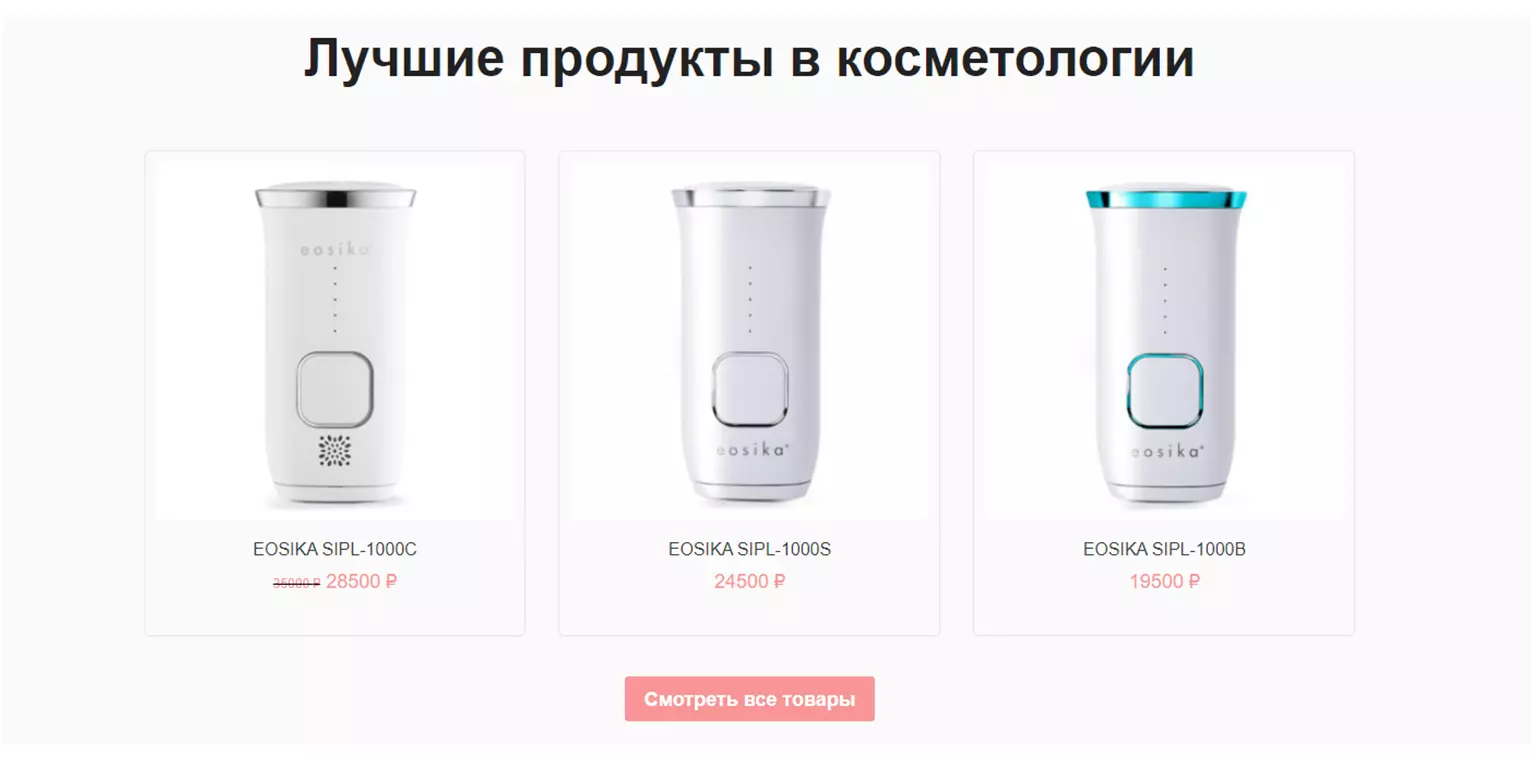 Лучшие продукты в косметологии
eosika
eosika
eosika
EOSIKA SIPL-1000C
EOSIKA SIPL-1000S
EOSIKA SIPL-1000B
35000 ₽ 28500 ₽
24500 ₽
19500 ₽
Смотреть все товары